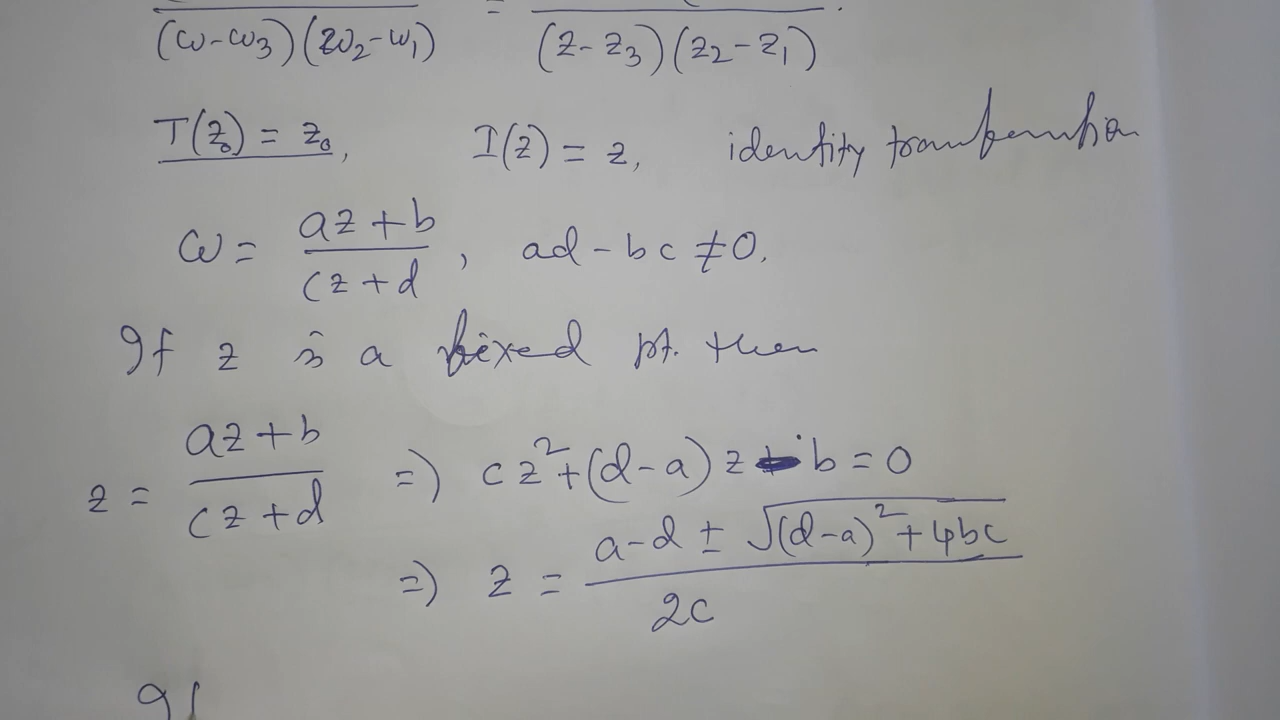 (ω-ω₃)(ω₂-ω₁) = (z-z₃)(z₂-z₁) .
T(z₀) = z₀, I(z) = z, identity transformation
ω = (az+b)/(cz+d), ad-bc ≠ 0.
If z is a fixed pt. then
z = (az+b)/(cz+d) => cz²+(d-a)z-b = 0
=> z = (a-d ± √((d-a)²+4bc))/(2c)